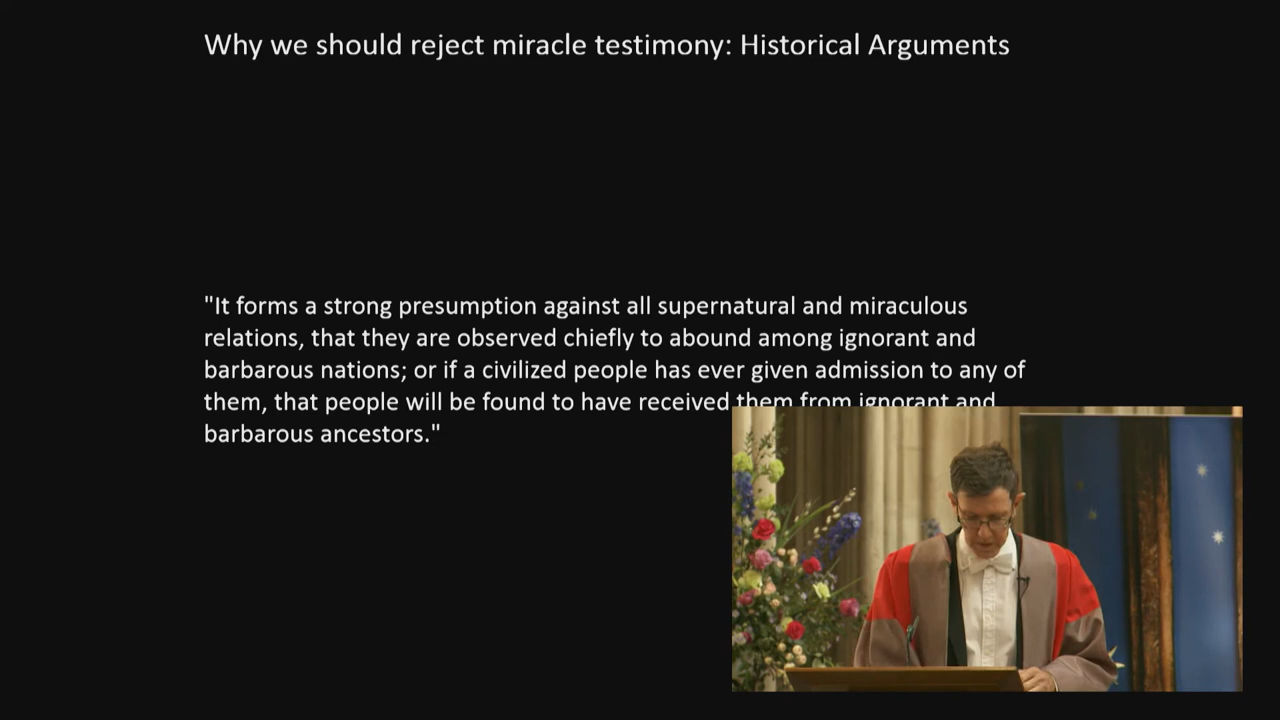 Why we should reject miracle testimony: Historical Arguments
"It forms a strong presumption against all supernatural and miraculous
relations, that they are observed chiefly to abound among ignorant and
barbarous nations; or if a civilized people has ever given admission to any of
them, that people will be found to have received them from ignorant and
barbarous ancestors."